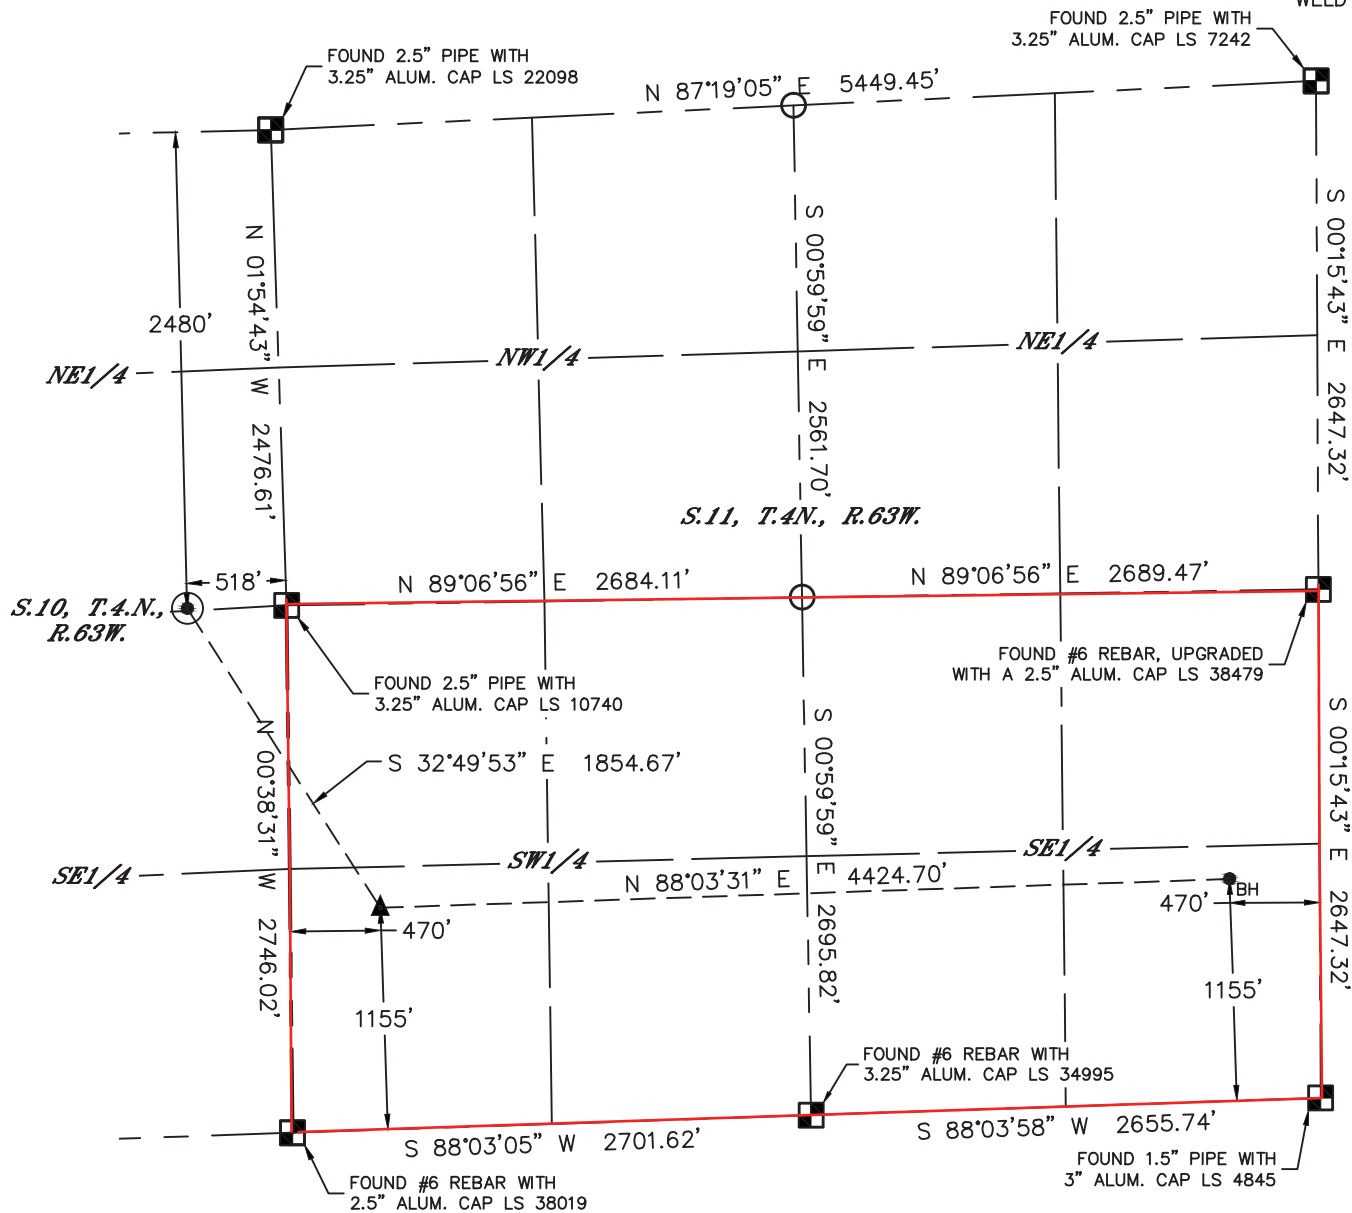 WELD
FOUND 2.5" PIPE WITH
3.25" ALUM. CAP LS 7242
FOUND 2.5" PIPE WITH
3.25" ALUM. CAP LS 22098
N 87°19'05" E 5449.45'
N 01°54'43" W 2476.61'
S 00°59'59" E 2561.70'
S 00°15'43" E 2647.32'
2480'
NE1/4
NW1/4
NE1/4
S.11, T.4N., R.63W.
518'
N 89°06'56" E 2684.11'
N 89°06'56" E 2689.47'
S.10, T.4.N.,
R.63W.
FOUND #6 REBAR, UPGRADED
WITH A 2.5" ALUM. CAP LS 38479
FOUND 2.5" PIPE WITH
3.25" ALUM. CAP LS 10740
N 00°38'31" W 2746.02'
S 32°49'53" E 1854.67'
S 00°59'59" E 2695.82'
S 00°15'43" E 2647.32'
SE1/4
SW1/4
SE1/4
N 88°03'31" E 4424.70'
BH
470'
470'
1155'
1155'
FOUND #6 REBAR WITH
3.25" ALUM. CAP LS 34995
S 88°03'05" W 2701.62'
S 88°03'58" W 2655.74'
FOUND 1.5" PIPE WITH
3" ALUM. CAP LS 4845
FOUND #6 REBAR WITH
2.5" ALUM. CAP LS 38019